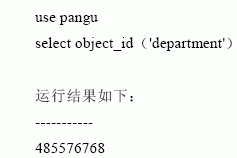 use pangu
select object_id（'department'）
运行结果如下：
-----------
485576768